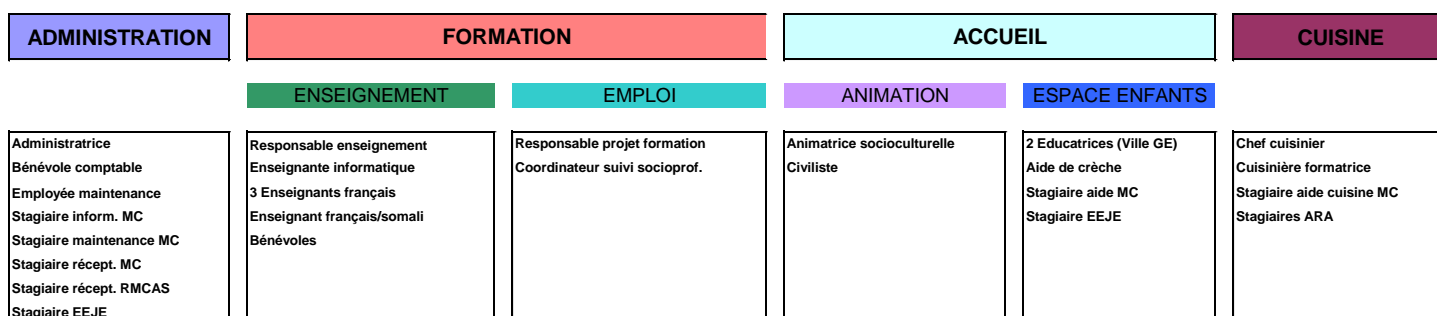 ADMINISTRATION
FORMATION
ACCUEIL
CUISINE
ENSEIGNEMENT
EMPLOI
ANIMATION
ESPACE ENFANTS
Administratrice
Bénévole comptable
Employée maintenance
Stagiaire inform. MC
Stagiaire maintenance MC
Stagiaire récept. MC
Stagiaire récept. RMCAS
Stagiaire EEJE
Responsable enseignement
Enseignante informatique
3 Enseignants français
Enseignant français/somali
Bénévoles
Responsable projet formation
Coordinateur suivi socioprof.
Animatrice socioculturelle
Civiliste
2 Educatrices (Ville GE)
Aide de crèche
Stagiaire aide MC
Stagiaire EEJE
Chef cuisinier
Cuisinière formatrice
Stagiaire aide cuisine MC
Stagiaires ARA